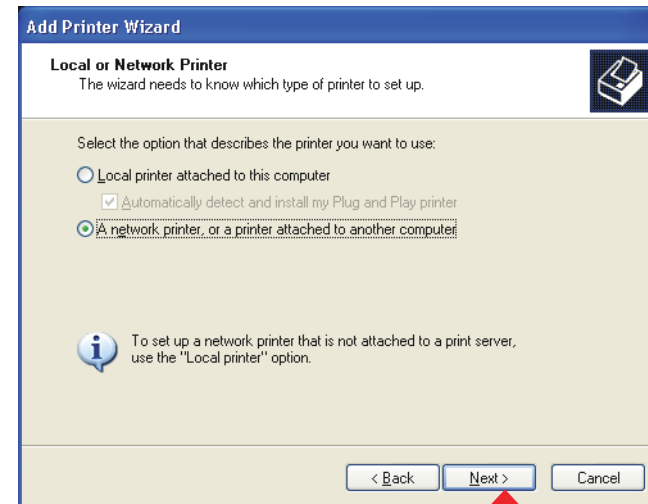 Add Printer Wizard
Local or Network Printer
The wizard needs to know which type of printer to set up.
Select the option that describes the printer you want to use:
Local printer attached to this computer
Automatically detect and install my Plug and Play printer
A network printer, or a printer attached to another computer
To set up a network printer that is not attached to a print server,
use the "Local printer" option.
< Back Next > Cancel